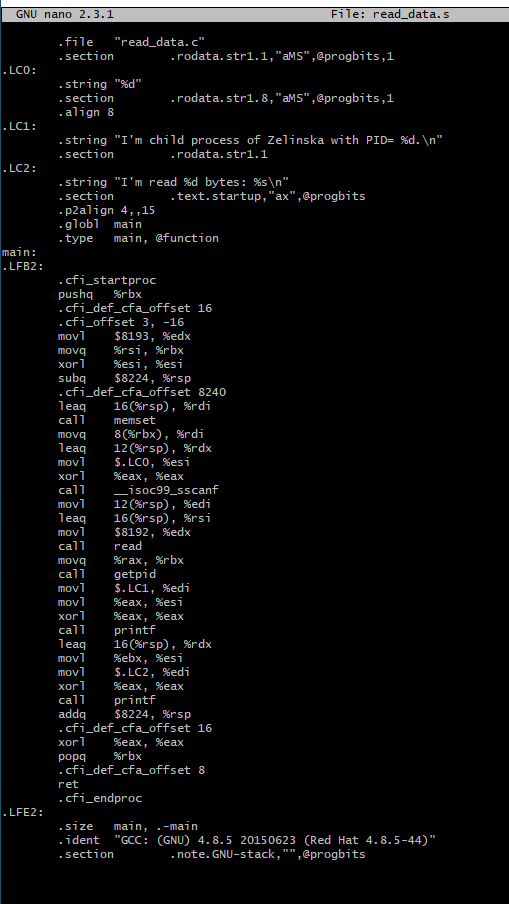 GNU nano 2.3.1 File: read_data.s
.file "read_data.c"
.section .rodata.str1.1,"aMS",@progbits,1
.LC0:
.string "%d"
.section .rodata.str1.8,"aMS",@progbits,1
.align 8
.LC1:
.string "I'm child process of Zelinska with PID= %d.\n"
.section .rodata.str1.1
.LC2:
.string "I'm read %d bytes: %s\n"
.section .text.startup,"ax",@progbits
.p2align 4,,15
.globl main
.type main, @function
main:
.LFB2:
.cfi_startproc
pushq %rbx
.cfi_def_cfa_offset 16
.cfi_offset 3, -16
movl $8193, %edx
movq %rsi, %rbx
xorl %esi, %esi
subq $8224, %rsp
.cfi_def_cfa_offset 8240
leaq 16(%rsp), %rdi
call memset
movq 8(%rbx), %rdi
leaq 12(%rsp), %rdx
movl $.LC0, %esi
xorl %eax, %eax
call __isoc99_sscanf
movl 12(%rsp), %edi
leaq 16(%rsp), %rsi
movl $8192, %edx
call read
movq %rax, %rbx
call getpid
movl $.LC1, %edi
movl %eax, %esi
xorl %eax, %eax
call printf
leaq 16(%rsp), %rdx
movl %ebx, %esi
movl $.LC2, %edi
xorl %eax, %eax
call printf
addq $8224, %rsp
.cfi_def_cfa_offset 16
xorl %eax, %eax
popq %rbx
.cfi_def_cfa_offset 8
ret
.cfi_endproc
.LFE2:
.size main, .-main
.ident "GCC: (GNU) 4.8.5 20150623 (Red Hat 4.8.5-44)"
.section .note.GNU-stack,"",@progbits